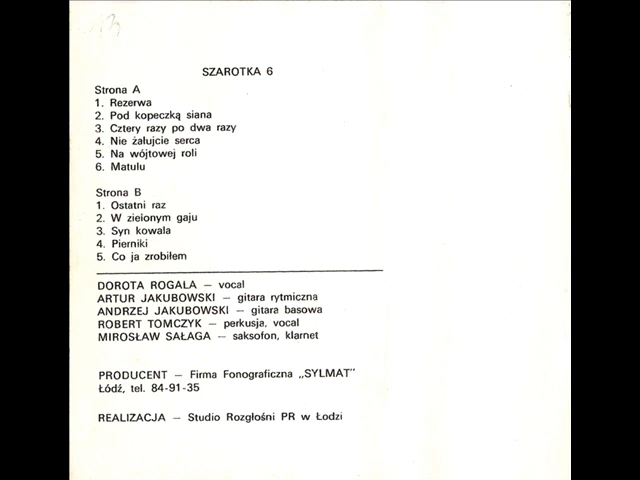 13
SZAROTKA 6
Strona A
1. Rezerwa
2. Pod kopeczką siana
3. Cztery razy po dwa razy
4. Nie żałujcie serca
5. Na wójtowej roli
6. Matulu
Strona B
1. Ostatni raz
2. W zielonym gaju
3. Syn kowala
4. Pierniki
5. Co ja zrobiłem
DOROTA ROGALA — vocal
ARTUR JAKUBOWSKI — gitara rytmiczna
ANDRZEJ JAKUBOWSKI — gitara basowa
ROBERT TOMCZYK — perkusja, vocal
MIROSŁAW SAŁAGA — saksofon, klarnet
PRODUCENT — Firma Fonograficzna „SYLMAT"
Łódź, tel. 84-91-35
REALIZACJA — Studio Rozgłośni PR w Łodzi